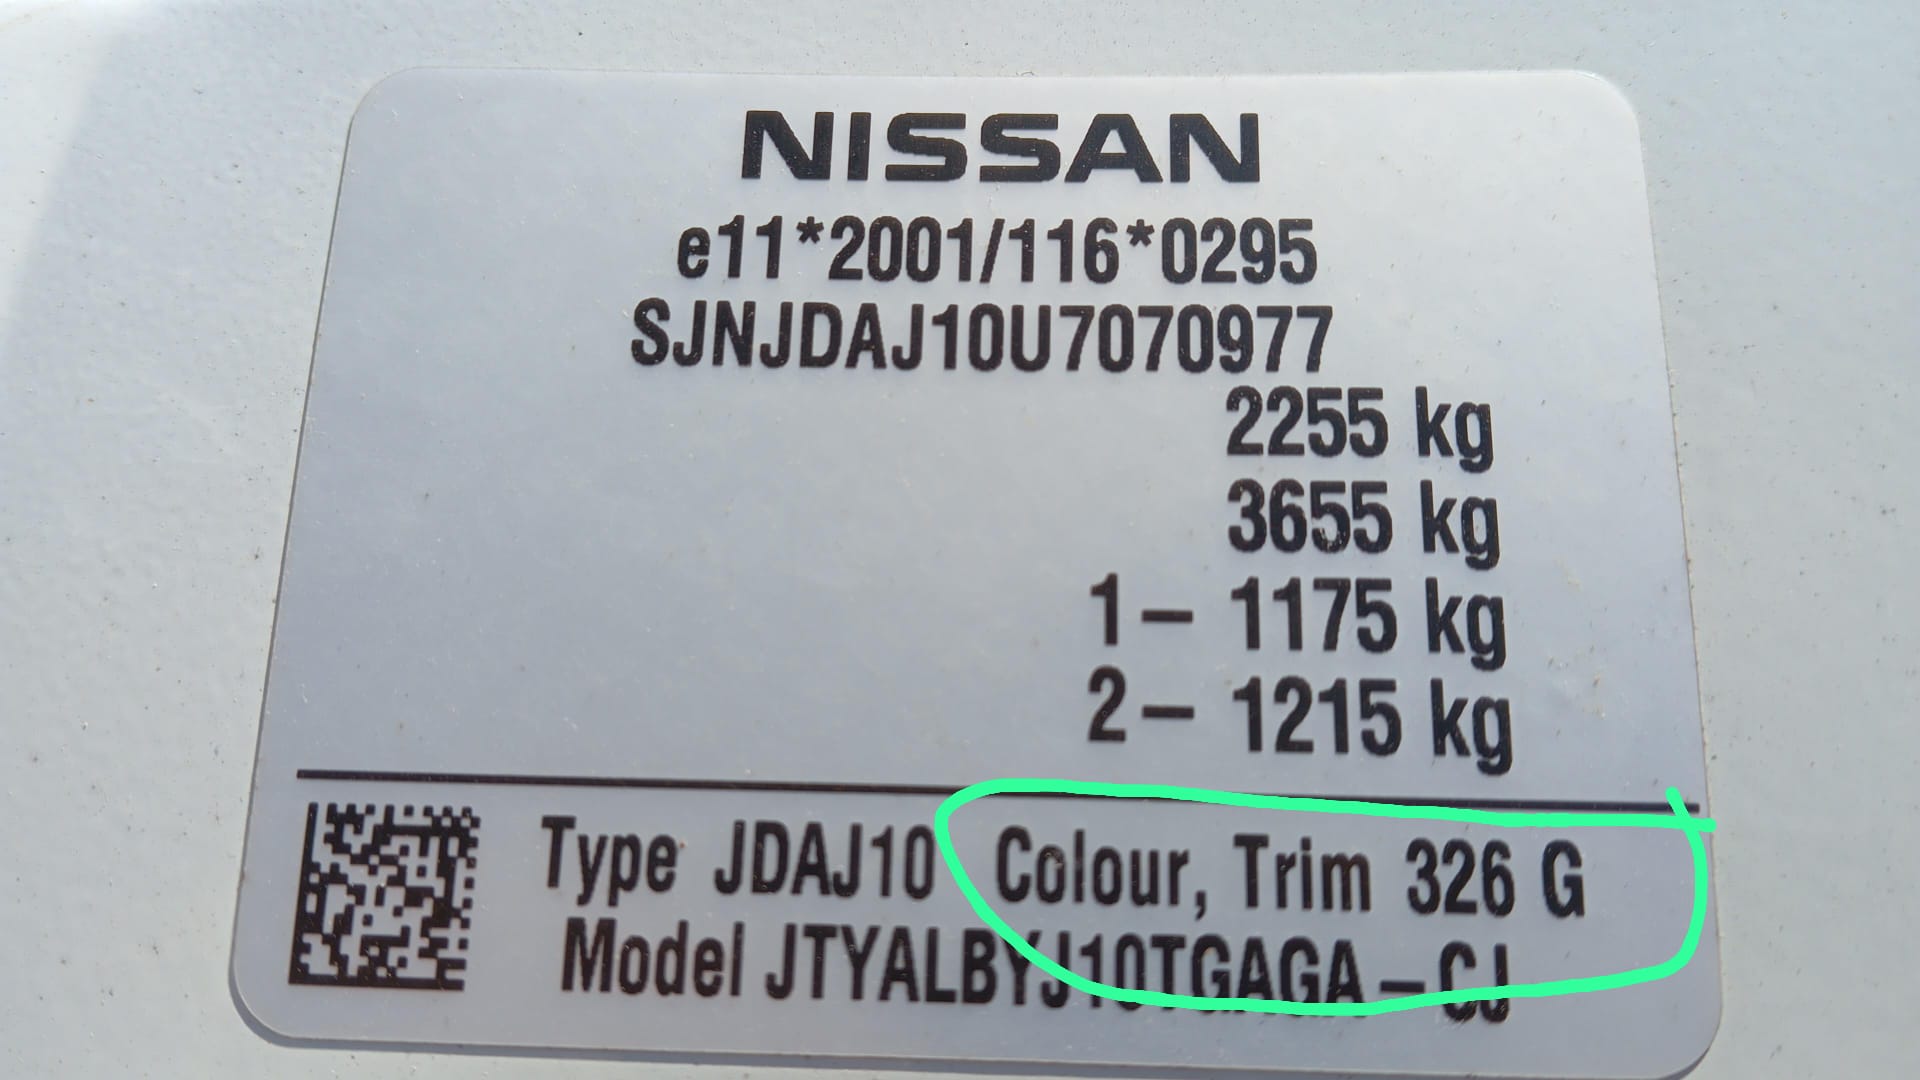 NISSAN
e11*2001/116*0295
SJNJDAJ10U7070977
2255 kg
3655 kg
1 – 1175 kg
2 – 1215 kg
Type JDAJ10 Colour, Trim 326 G
Model JTYALBYJ10TGAGA – CJ